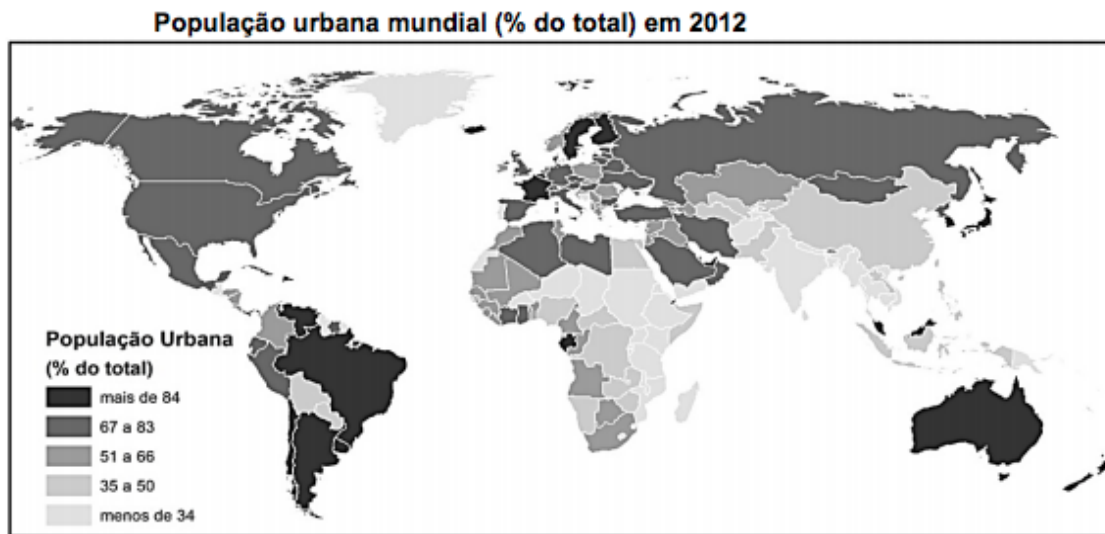 População urbana mundial (% do total) em 2012
População Urbana
(% do total)
mais de 84
67 a 83
51 a 66
35 a 50
menos de 34